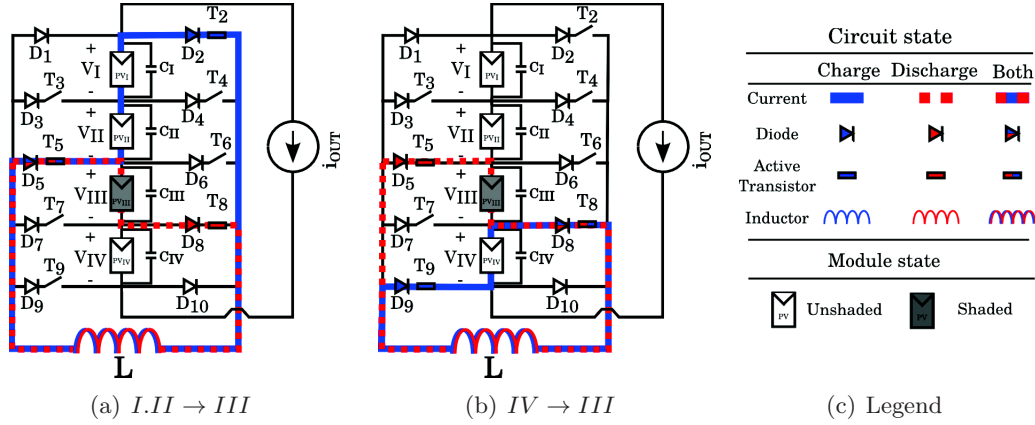 D1 + VI - PVI CI D2 T2
D3 T3 D4 T4
+ VII - PVII CII
D5 T5 D6 T6
+ VIII - PVIII CIII
D7 T7 D8 T8
+ VIV - PVIV CIV
D9 T9 D10
iOUT
L
(a) I.II → III
D1 + VI - PVI CI D2 T2
D3 T3 D4 T4
+ VII - PVII CII
D5 T5 D6 T6
+ VIII - PVIII CIII
D7 T7 D8 T8
+ VIV - PVIV CIV
D9 T9 D10
iOUT
L
(b) IV → III
Circuit state
Charge Discharge Both
Current
Diode
Active
Transistor
Inductor
Module state
PV Unshaded PV Shaded
(c) Legend